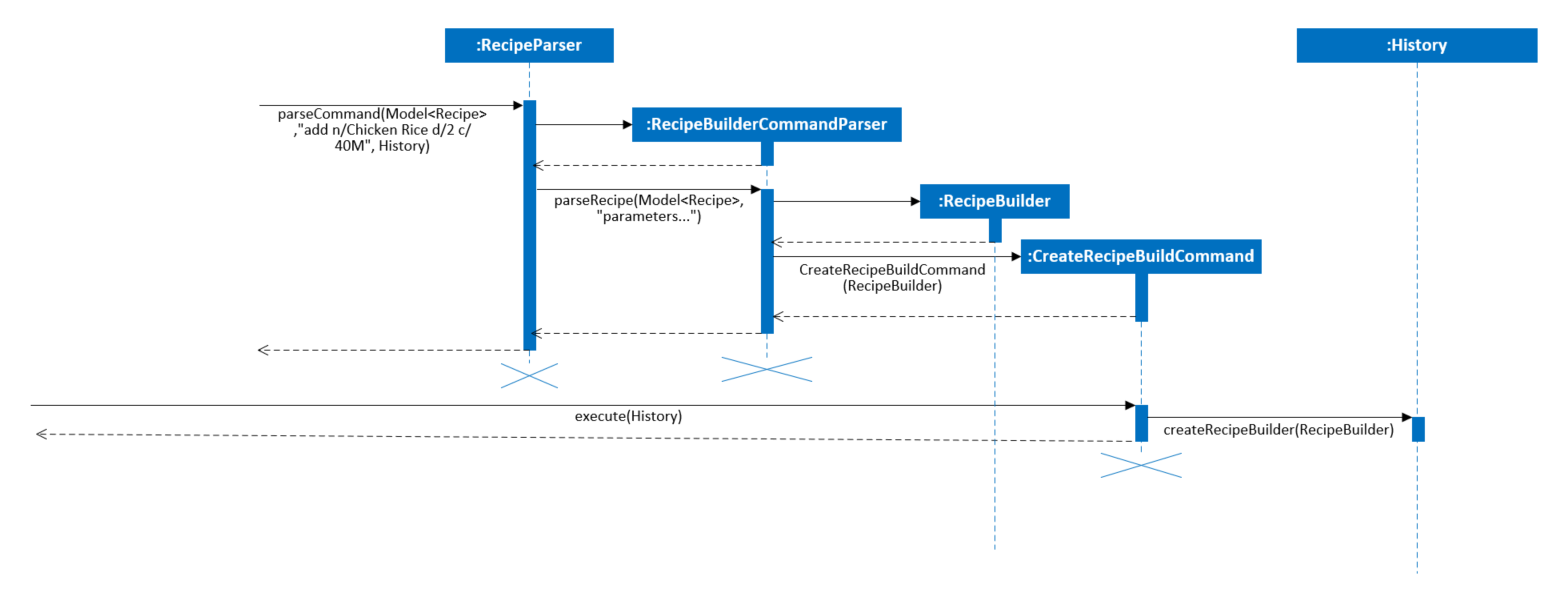 :RecipeParser
:History
parseCommand(Model<Recipe>
,"add n/Chicken Rice d/2 c/
40M", History)
:RecipeBuilderCommandParser
parseRecipe(Model<Recipe>,
"parameters...")
:RecipeBuilder
:CreateRecipeBuildCommand
CreateRecipeBuildCommand
(RecipeBuilder)
execute(History)
createRecipeBuilder(RecipeBuilder)